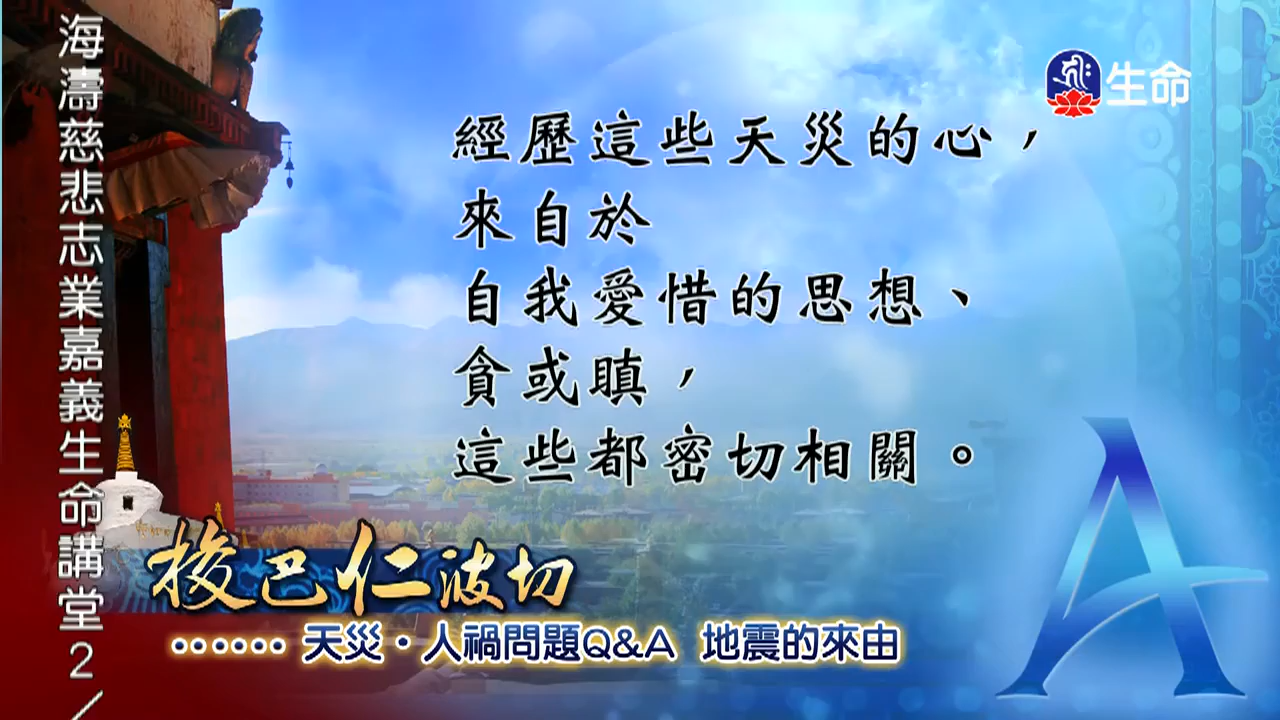 海濤慈悲志業嘉義生命講堂2/
生命
經歷這些天災的心，
來自於
自我愛惜的思想、
貪或瞋，
這些都密切相關。
梭巴仁波切
······ 天災·人禍問題Q&A 地震的來由
A